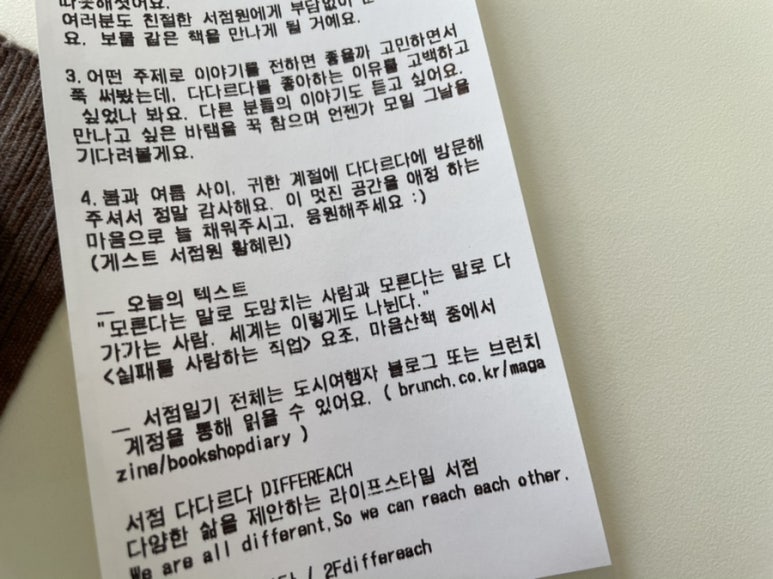 따뜻해졌어요.
여러분도 친절한 서점원에게 부담없이
요. 보물 같은 책을 만나게 될 거예요.
3. 어떤 주제로 이야기를 전하면 좋을까 고민하면서
푹 써봤는데, 다다르다를 좋아하는 이유를 고백하고
싶었나 봐요. 다른 분들의 이야기도 듣고 싶어요.
만나고 싶은 바램을 꾹 참으며 언젠가 모일 그날을
기다려볼게요.
4. 봄과 여름 사이, 귀한 계절에 다다르다에 방문해
주셔서 정말 감사해요. 이 멋진 공간을 애정 하는
마음으로 늘 채워주시고, 응원해주세요 :)
(게스트 서점원 황혜린)
— 오늘의 텍스트
"모른다는 말로 도망치는 사람과 모른다는 말로 다
가가는 사람. 세계는 이렇게도 나뉜다."
<실패를 사랑하는 직업> 요조, 마음산책 중에서
— 서점일기 전체는 도시여행자 블로그 또는 브런치
계정을 통해 읽을 수 있어요. ( brunch.co.kr/maga
zine/bookshopdiary )
서점 다다르다 DIFFEREACH
다양한 삶을 제안하는 라이프스타일 서점
We are all different,So we can reach each other.
/ 2Fdiffereach